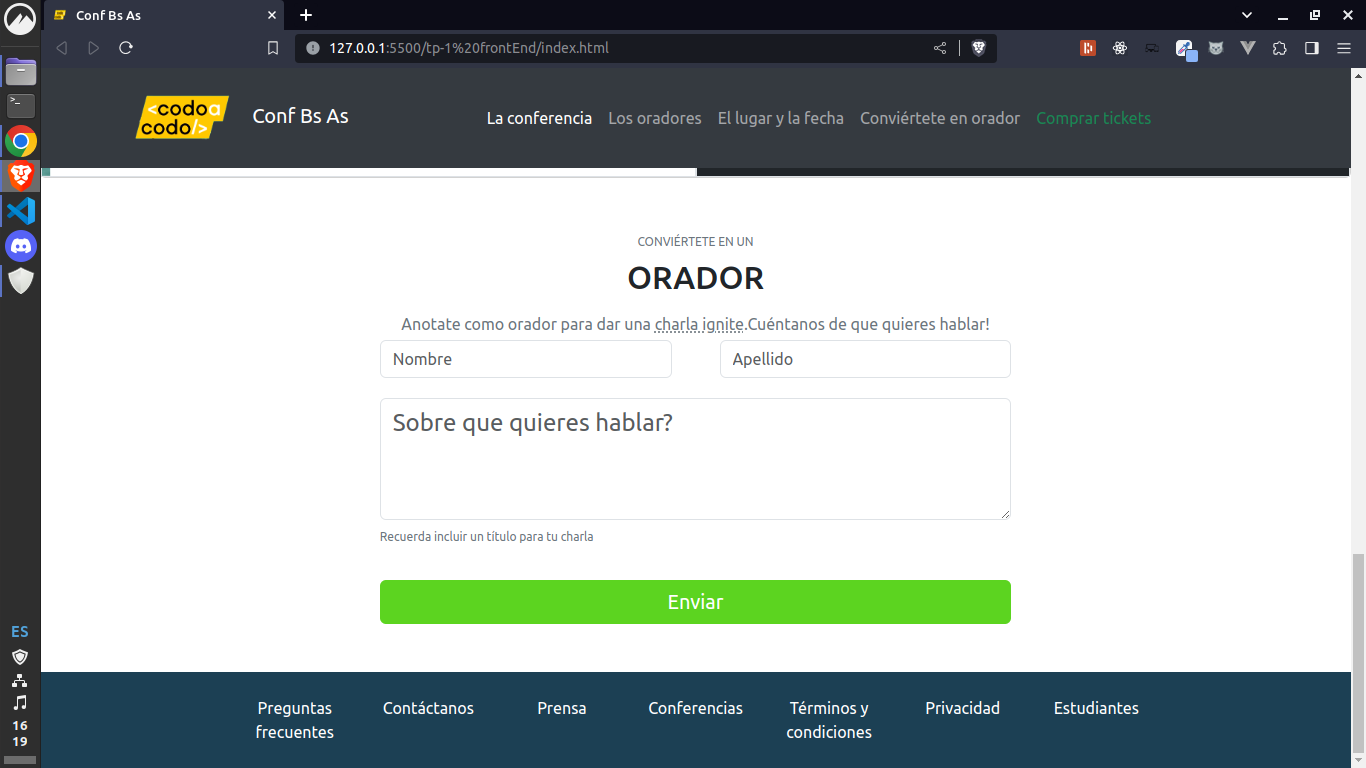 Conf Bs As
127.0.0.1:5500/tp-1%20frontEnd/index.html
<codo a
codo/>
Conf Bs As
La conferencia Los oradores El lugar y la fecha Conviértete en orador Comprar tickets
CONVIÉRTETE EN UN
ORADOR
Anotate como orador para dar una charla ignite.Cuéntanos de que quieres hablar!
Nombre Apellido
Sobre que quieres hablar?
Recuerda incluir un título para tu charla
Enviar
Preguntas frecuentes
Contáctanos
Prensa
Conferencias
Términos y condiciones
Privacidad
Estudiantes
ES
16
19